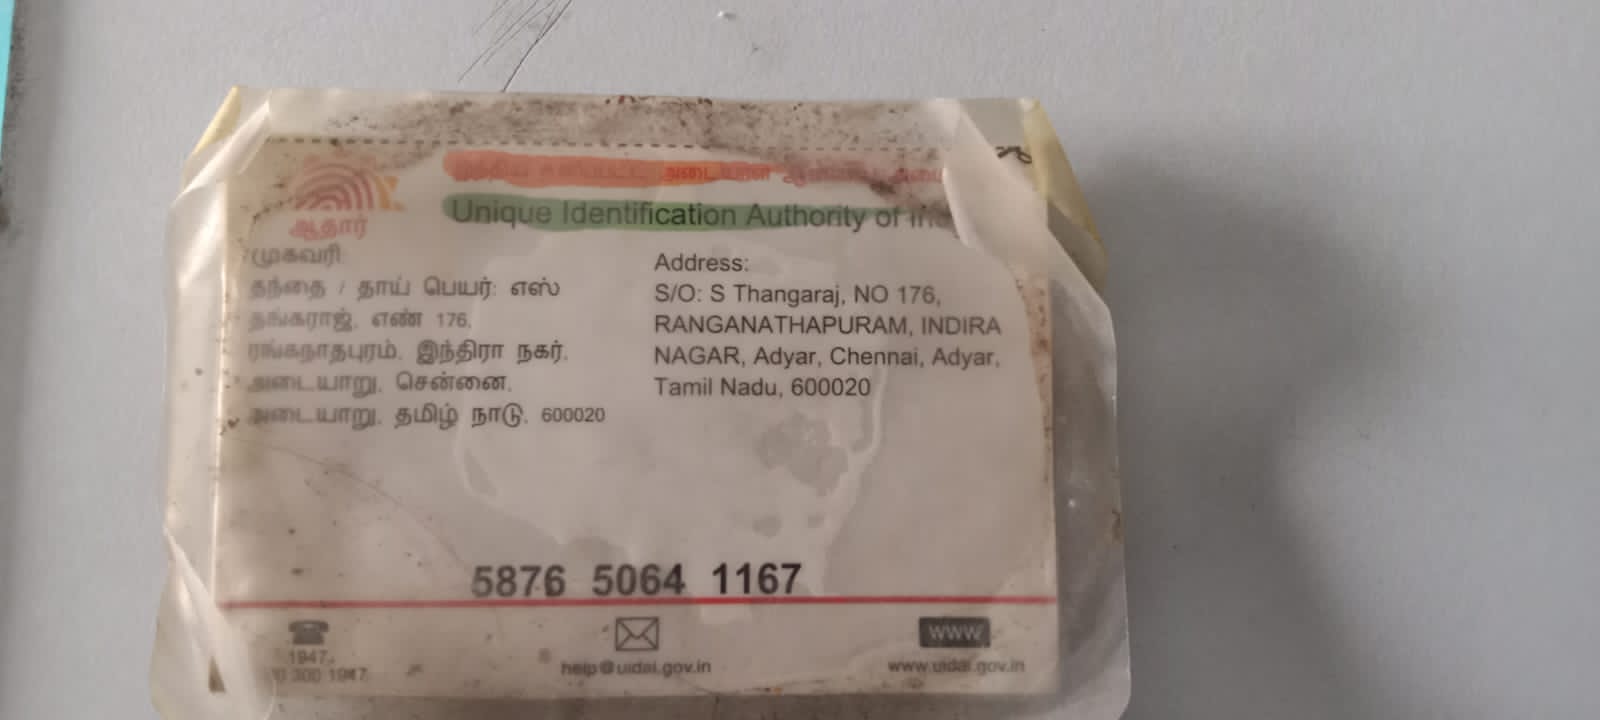 ஆதார்
Unique Identification Authority of
முகவரி:
தந்தை / தாய் பெயர்: எஸ்
தங்கராஜ், எண் 176,
ரங்கநாதபுரம், இந்திரா நகர்,
அடையாறு, சென்னை,
அடையாறு, தமிழ் நாடு, 600020
Address:
S/O: S Thangaraj, NO 176,
RANGANATHAPURAM, INDIRA
NAGAR, Adyar, Chennai, Adyar,
Tamil Nadu, 600020
5876 5064 1167
1947
300 1947
help@uidai.gov.in
WWW
www.uidai.gov.in